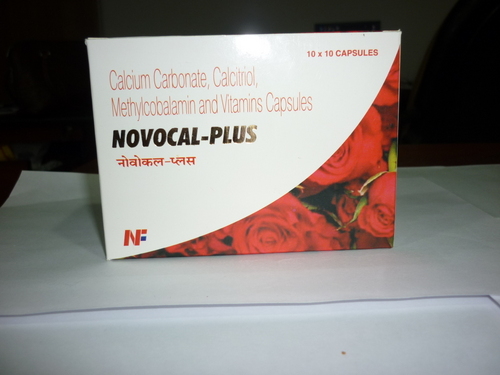 10 x 10 CAPSULES
Calcium Carbonate, Calcitriol,
Methylcobalamin and Vitamins Capsules
NOVOCAL-PLUS
नोवोकल-प्लस
NF